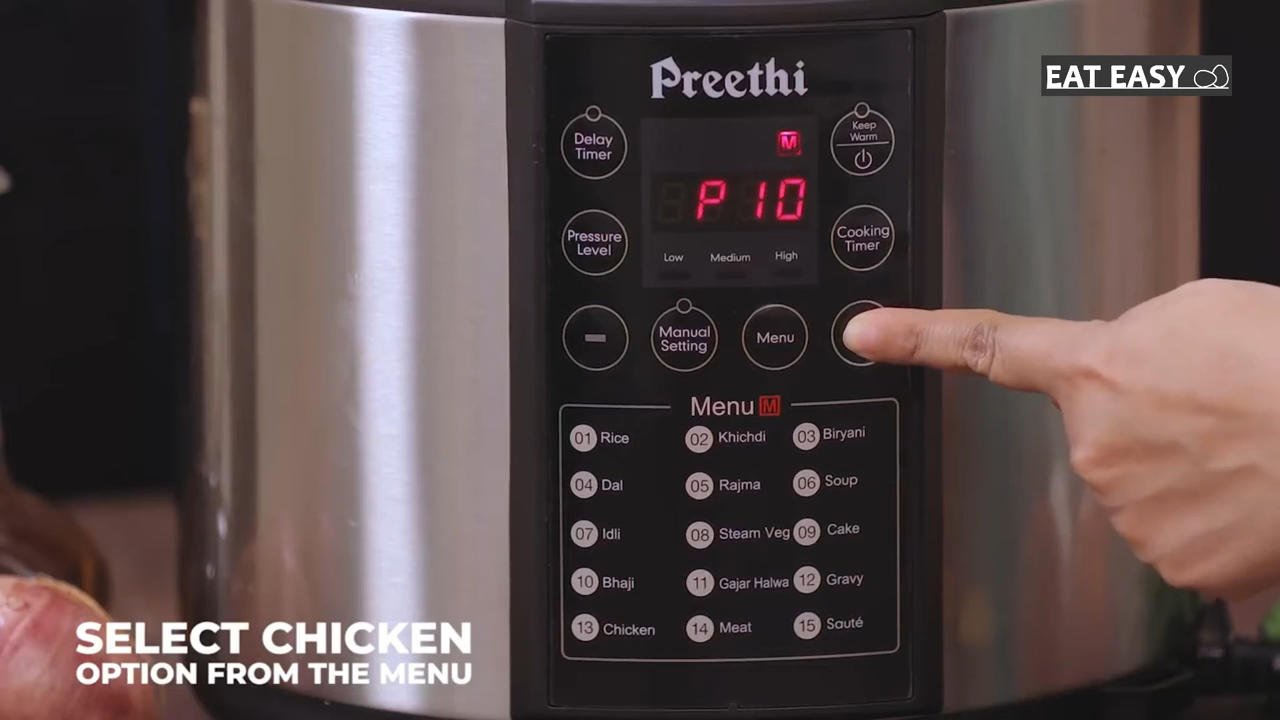 EAT EASY
Preethi
Delay
Timer
M
Keep
Warm
P10
Pressure
Level
Cooking
Timer
Low Medium High
-
Manual
Setting
Menu
Menu M
01 Rice 02 Khichdi 03 Biryani
04 Dal 05 Rajma 06 Soup
07 Idli 08 Steam Veg 09 Cake
10 Bhaji 11 Gajar Halwa 12 Gravy
13 Chicken 14 Meat 15 Sauté
SELECT CHICKEN
OPTION FROM THE MENU